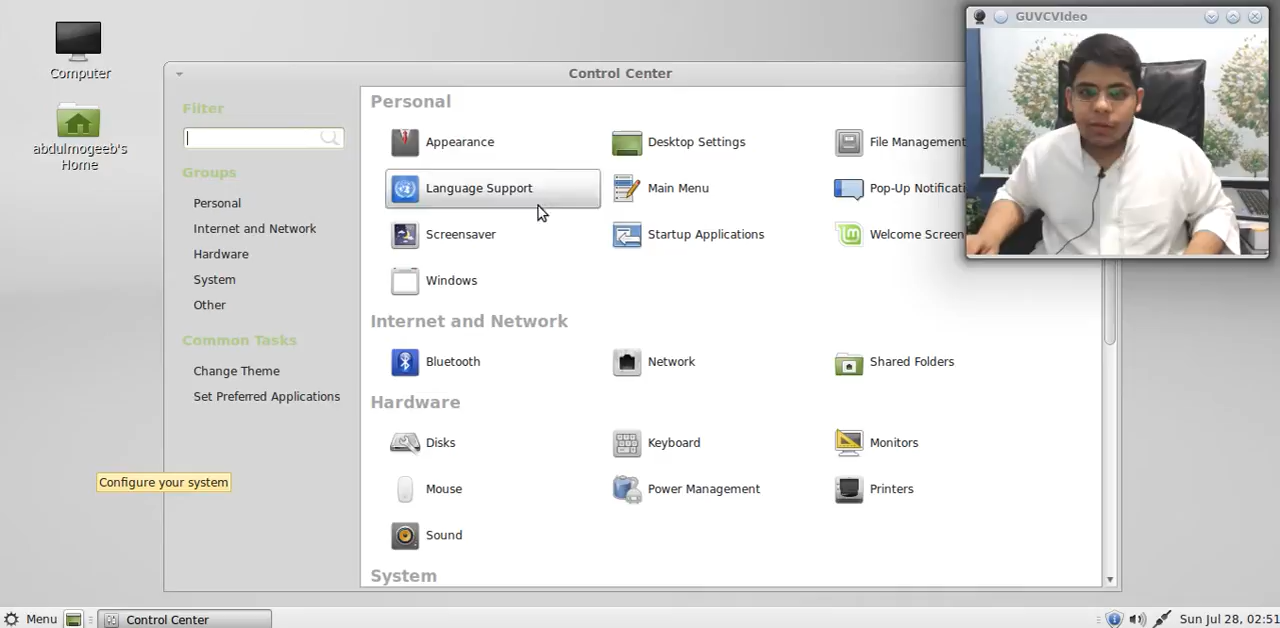 Computer
abdulmogeeb's
Home
GUVCVIdeo
Control Center
Filter
Groups
Personal
Internet and Network
Hardware
System
Other
Common Tasks
Change Theme
Set Preferred Applications
Configure your system
Personal
Appearance
Desktop Settings
File Management
Language Support
Main Menu
Pop-Up Notificati
Screensaver
Startup Applications
Welcome Screen
Windows
Internet and Network
Bluetooth
Network
Shared Folders
Hardware
Disks
Keyboard
Monitors
Mouse
Power Management
Printers
Sound
System
Menu
Control Center
Sun Jul 28, 02:51